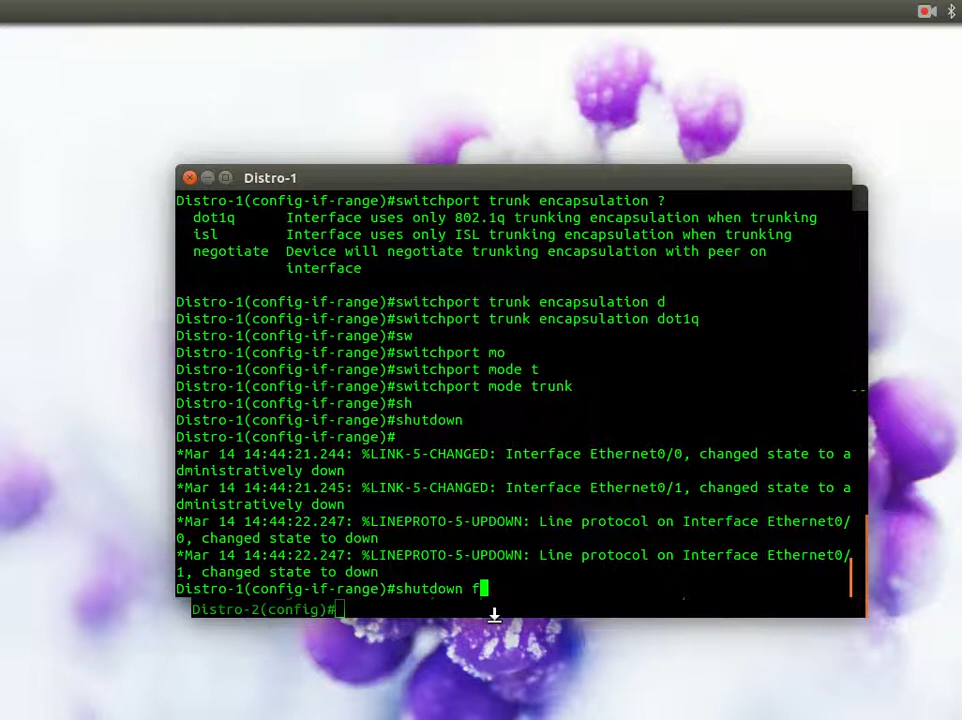 Distro-1
Distro-1(config-if-range)#switchport trunk encapsulation ?
  dot1q      Interface uses only 802.1q trunking encapsulation when trunking
  isl        Interface uses only ISL trunking encapsulation when trunking
  negotiate  Device will negotiate trunking encapsulation with peer on
             interface
Distro-1(config-if-range)#switchport trunk encapsulation d
Distro-1(config-if-range)#switchport trunk encapsulation dot1q
Distro-1(config-if-range)#sw
Distro-1(config-if-range)#switchport mo
Distro-1(config-if-range)#switchport mode t
Distro-1(config-if-range)#switchport mode trunk
Distro-1(config-if-range)#sh
Distro-1(config-if-range)#shutdown
Distro-1(config-if-range)#
*Mar 14 14:44:21.244: %LINK-5-CHANGED: Interface Ethernet0/0, changed state to a
dministratively down
*Mar 14 14:44:21.245: %LINK-5-CHANGED: Interface Ethernet0/1, changed state to a
dministratively down
*Mar 14 14:44:22.247: %LINEPROTO-5-UPDOWN: Line protocol on Interface Ethernet0/
0, changed state to down
*Mar 14 14:44:22.247: %LINEPROTO-5-UPDOWN: Line protocol on Interface Ethernet0/
1, changed state to down
Distro-1(config-if-range)#shutdown f
Distro-2(config)#